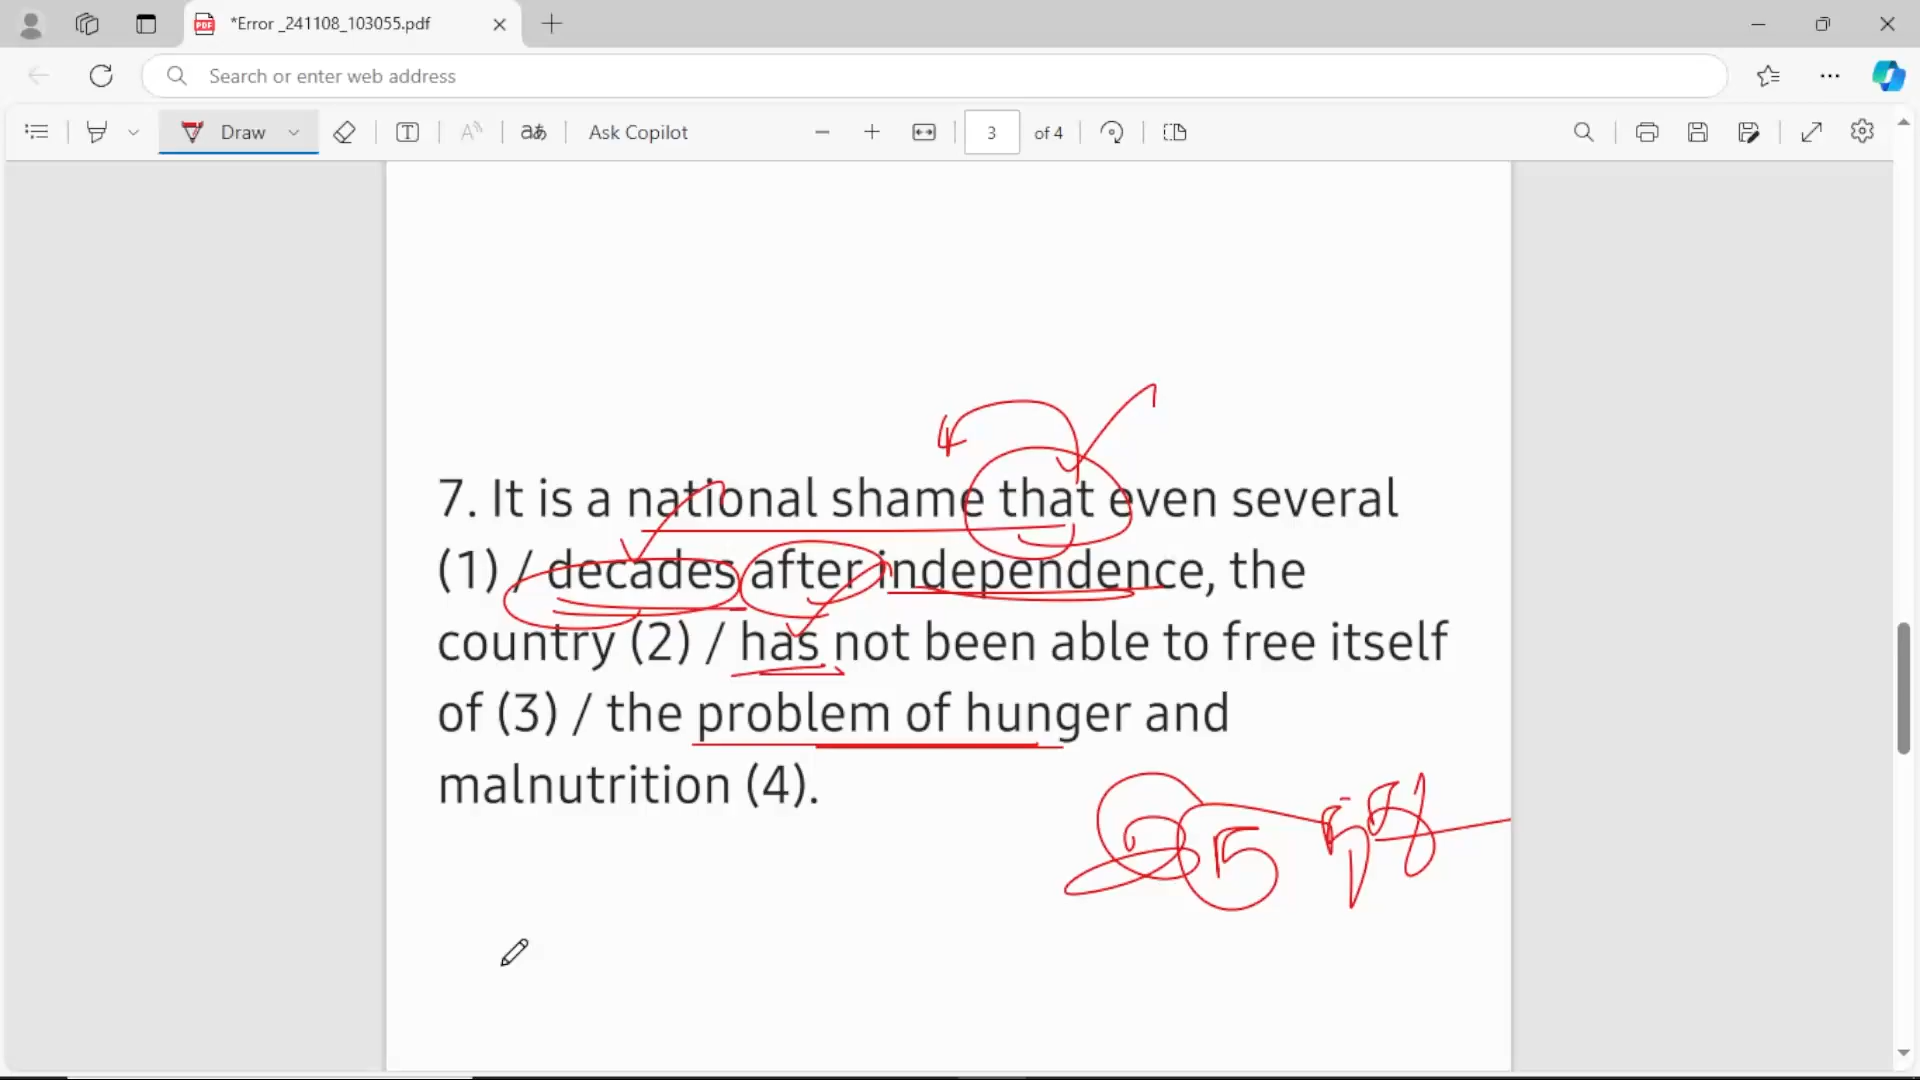 *Error _241108_103055.pdf
Search or enter web address
Draw
Ask Copilot
3 of 4
7. It is a national shame that even several
(1) / decades after independence, the
country (2) / has not been able to free itself
of (3) / the problem of hunger and
malnutrition (4).